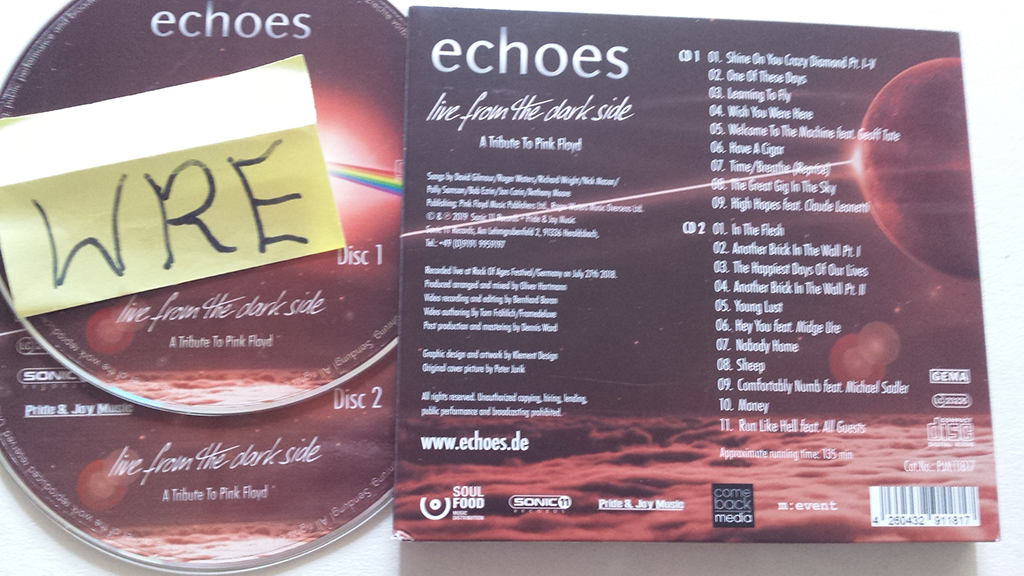 echoes
WRE
Disc 1
live from the dark side
A Tribute To Pink Floyd
SONIC
Pride & Joy Music
Disc 2
live from the dark side
A Tribute To Pink Floyd
echoes
live from the dark side
A Tribute To Pink Floyd
Songs by David Gilmour/Roger Waters/Richard Wright/Nick Mason/
Polly Samson/Bob Ezrin/Jon Carin/Anthony Moore
Publishing: Pink Floyd Music Publishers Ltd., Roger Waters Music Overseas Ltd.
© & ℗ 2019 Sonic 11 Records • Pride & Joy Music
Sonic 11 Records, Am Lehmgrubenfeld 2, 91336 Heroldsbach,
Tel.: +49 (0)9191 9959197
Recorded live at Rock Of Ages Festival/Germany on July 27th 2018.
Produced arranged and mixed by Oliver Hartmann
Video recording and editing by Bernhard Baran
Video authoring by Tom Fröhlich/Framedeluxe
Post production and mastering by Dennis Ward
Graphic design and artwork by Klement Design
Original cover picture by Peter Jurik
All rights reserved. Unauthorized copying, hiring, lending,
public performance and broadcasting prohibited.
www.echoes.de
CD 1 01. Shine On You Crazy Diamond Pt. I-V
02. One Of These Days
03. Learning To Fly
04. Wish You Were Here
05. Welcome To The Machine feat. Geoff Tate
06. Have A Cigar
07. Time/Breathe (Reprise)
08. The Great Gig In The Sky
09. High Hopes feat. Claude Leonetti
CD 2 01. In The Flesh
02. Another Brick In The Wall Pt. I
03. The Happiest Days Of Our Lives
04. Another Brick In The Wall Pt. II
05. Young Lust
06. Hey You feat. Midge Ure
07. Nobody Home
08. Sheep
09. Comfortably Numb feat. Michael Sadler
10. Money
11. Run Like Hell feat. All Guests
Approximate running time: 135 min
GEMA
LC 29328
COMPACT
disc
Cat.No.: PJM11817
SOUL
FOOD
MUSIC
DISTRIBUTION
SONIC 11
RECORDS
Pride & Joy Music
come
back
media
m:event
4 260432 911817